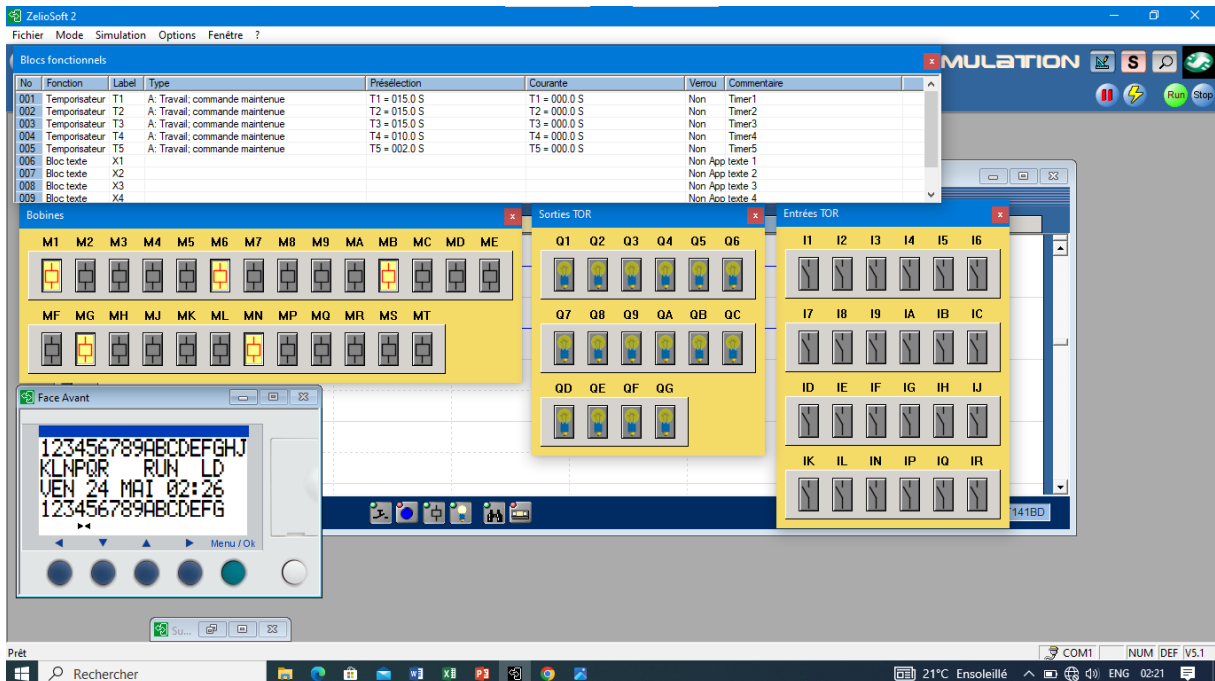 ZelioSoft 2
Fichier Mode Simulation Options Fenêtre ?
Blocs fonctionnels
MULATION
S
No Fonction Label Type Présélection Courante Verrou Commentaire
001 Temporisateur T1 A: Travail; commande maintenue T1 = 015.0 S T1 = 000.0 S Non Timer1
002 Temporisateur T2 A: Travail; commande maintenue T2 = 015.0 S T2 = 000.0 S Non Timer2
003 Temporisateur T3 A: Travail; commande maintenue T3 = 015.0 S T3 = 000.0 S Non Timer3
004 Temporisateur T4 A: Travail; commande maintenue T4 = 010.0 S T4 = 000.0 S Non Timer4
005 Temporisateur T5 A: Travail; commande maintenue T5 = 002.0 S T5 = 000.0 S Non Timer5
006 Bloc texte X1 Non App texte 1
007 Bloc texte X2 Non App texte 2
008 Bloc texte X3 Non App texte 3
009 Bloc texte X4 Non App texte 4
Run Stop
Bobines
M1 M2 M3 M4 M5 M6 M7 M8 M9 MA MB MC MD ME
MF MG MH MJ MK ML MN MP MQ MR MS MT
Sorties TOR
Q1 Q2 Q3 Q4 Q5 Q6
Q7 Q8 Q9 QA QB QC
QD QE QF QG
Entrées TOR
I1 I2 I3 I4 I5 I6
I7 I8 I9 IA IB IC
ID IE IF IG IH IJ
IK IL IN IP IQ IR
Face Avant
123456789ABCDEFGHJ
KLNPQR RUN LD
VEN 24 MAI 02:26
123456789ABCDEFG
Menu / Ok
141BD
Su...
Prêt
COM1 NUM DEF V5.1
Rechercher
21°C Ensoleillé ENG 02:21